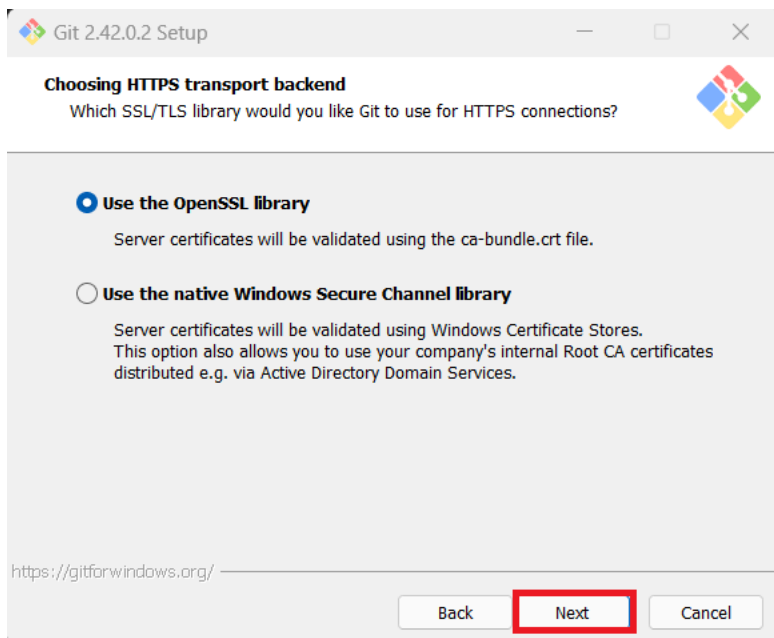 Git 2.42.0.2 Setup
Choosing HTTPS transport backend
Which SSL/TLS library would you like Git to use for HTTPS connections?
Use the OpenSSL library
Server certificates will be validated using the ca-bundle.crt file.
Use the native Windows Secure Channel library
Server certificates will be validated using Windows Certificate Stores.
This option also allows you to use your company's internal Root CA certificates
distributed e.g. via Active Directory Domain Services.
https://gitforwindows.org/
Back Next Cancel